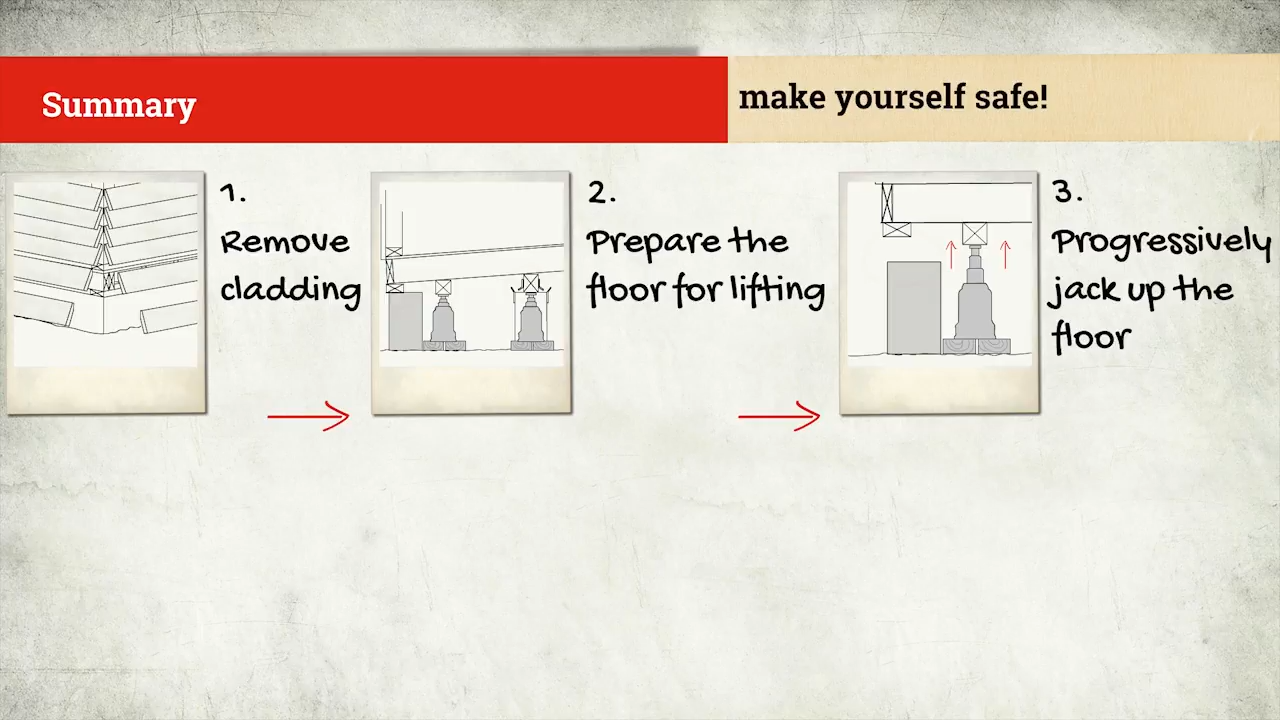 Summary
make yourself safe!
1.
Remove
cladding
2.
Prepare the
floor for lifting
3.
Progressively
jack up the
floor